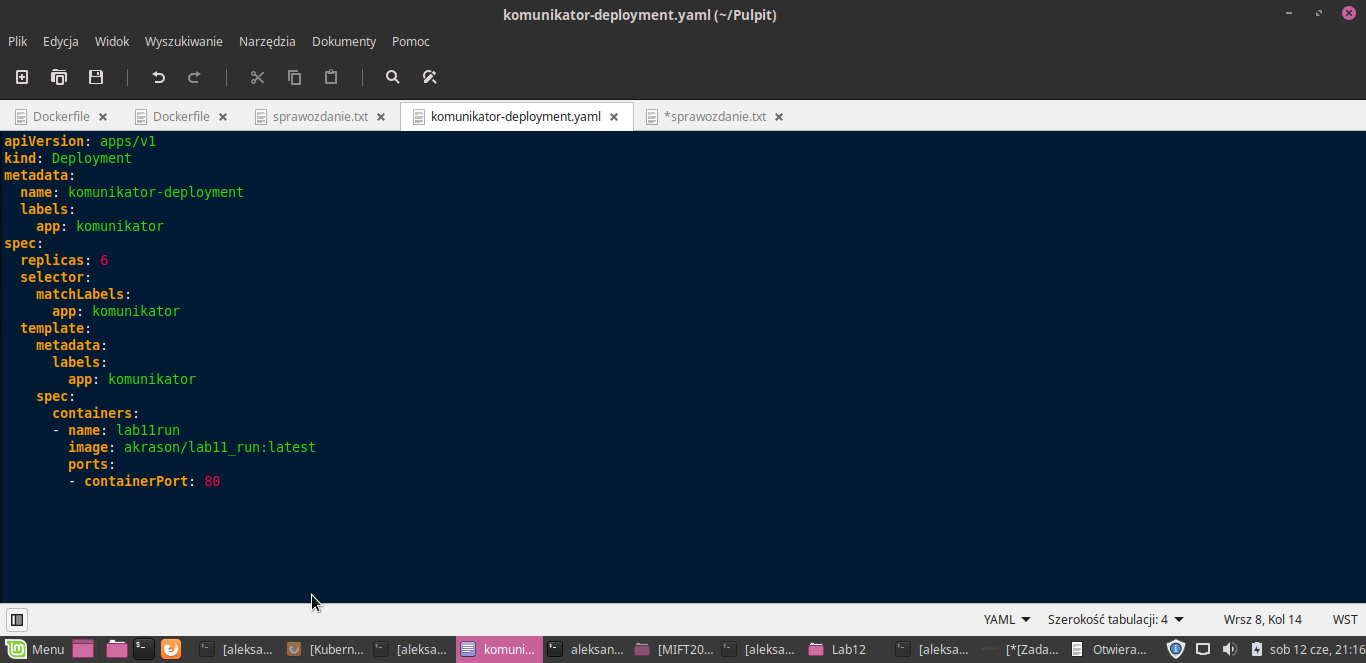 komunikator-deployment.yaml (~/Pulpit)
Plik Edycja Widok Wyszukiwanie Narzędzia Dokumenty Pomoc
Dockerfile Dockerfile sprawozdanie.txt komunikator-deployment.yaml *sprawozdanie.txt
apiVersion: apps/v1
kind: Deployment
metadata:
  name: komunikator-deployment
  labels:
    app: komunikator
spec:
  replicas: 6
  selector:
    matchLabels:
      app: komunikator
  template:
    metadata:
      labels:
        app: komunikator
    spec:
      containers:
      - name: lab11run
        image: akrason/lab11_run:latest
        ports:
        - containerPort: 80
YAML Szerokość tabulacji: 4 Wrsz 8, Kol 14 WST
Menu [aleksa... [Kubern... [aleksa... komuni... aleksan... [MIFT20... [aleksa... Lab12 [aleksa... [*[Zada... Otwiera... sob 12 cze, 21:16